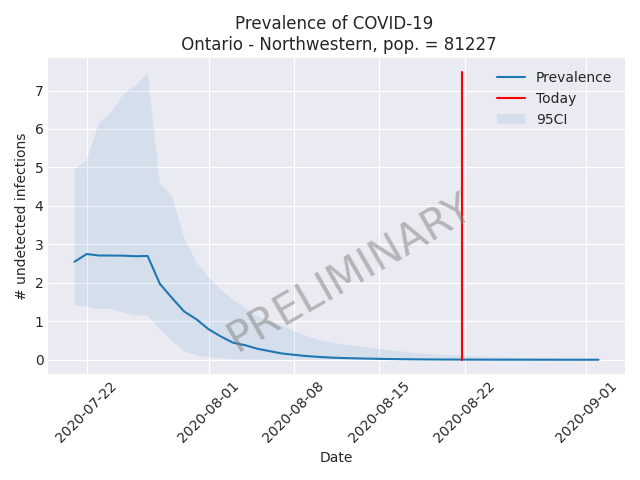 Prevalence of COVID-19
Ontario - Northwestern, pop. = 81227
Prevalence
Today
95CI
7
6
5
4
3
2
1
0
# undetected infections
PRELIMINARY
2020-07-22
2020-08-01
2020-08-08
2020-08-15
2020-08-22
2020-09-01
Date